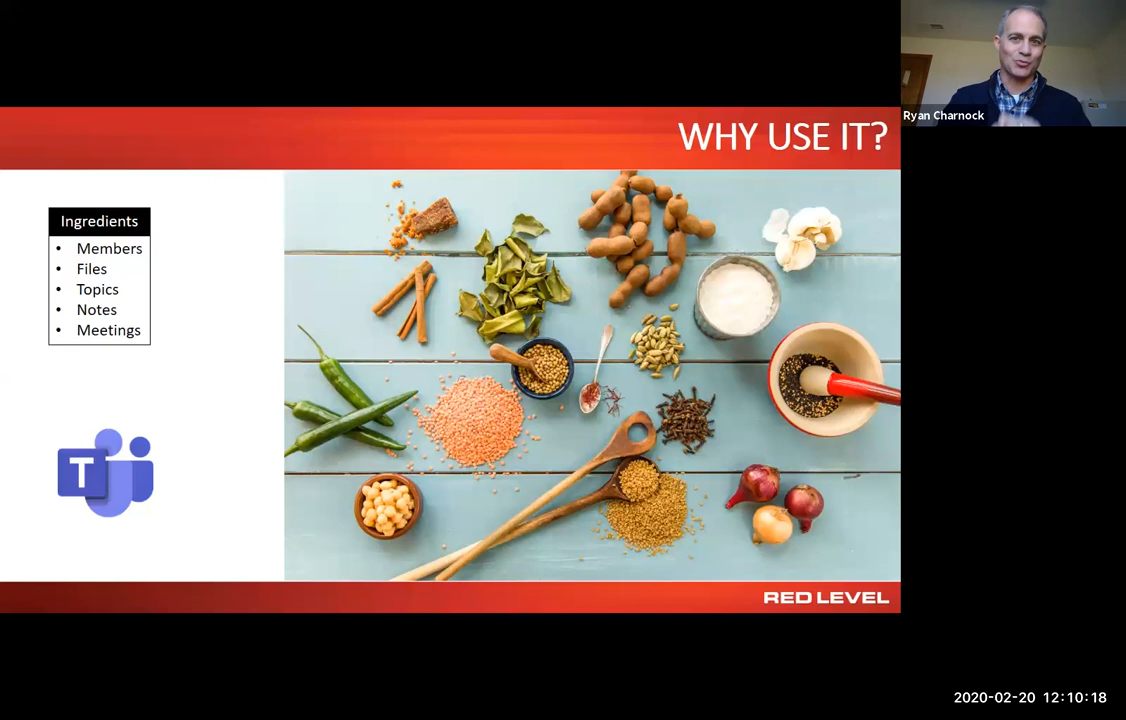 Ryan Charnock
WHY USE IT?
Ingredients
• Members
• Files
• Topics
• Notes
• Meetings
T
RED LEVEL
2020-02-20 12:10:18